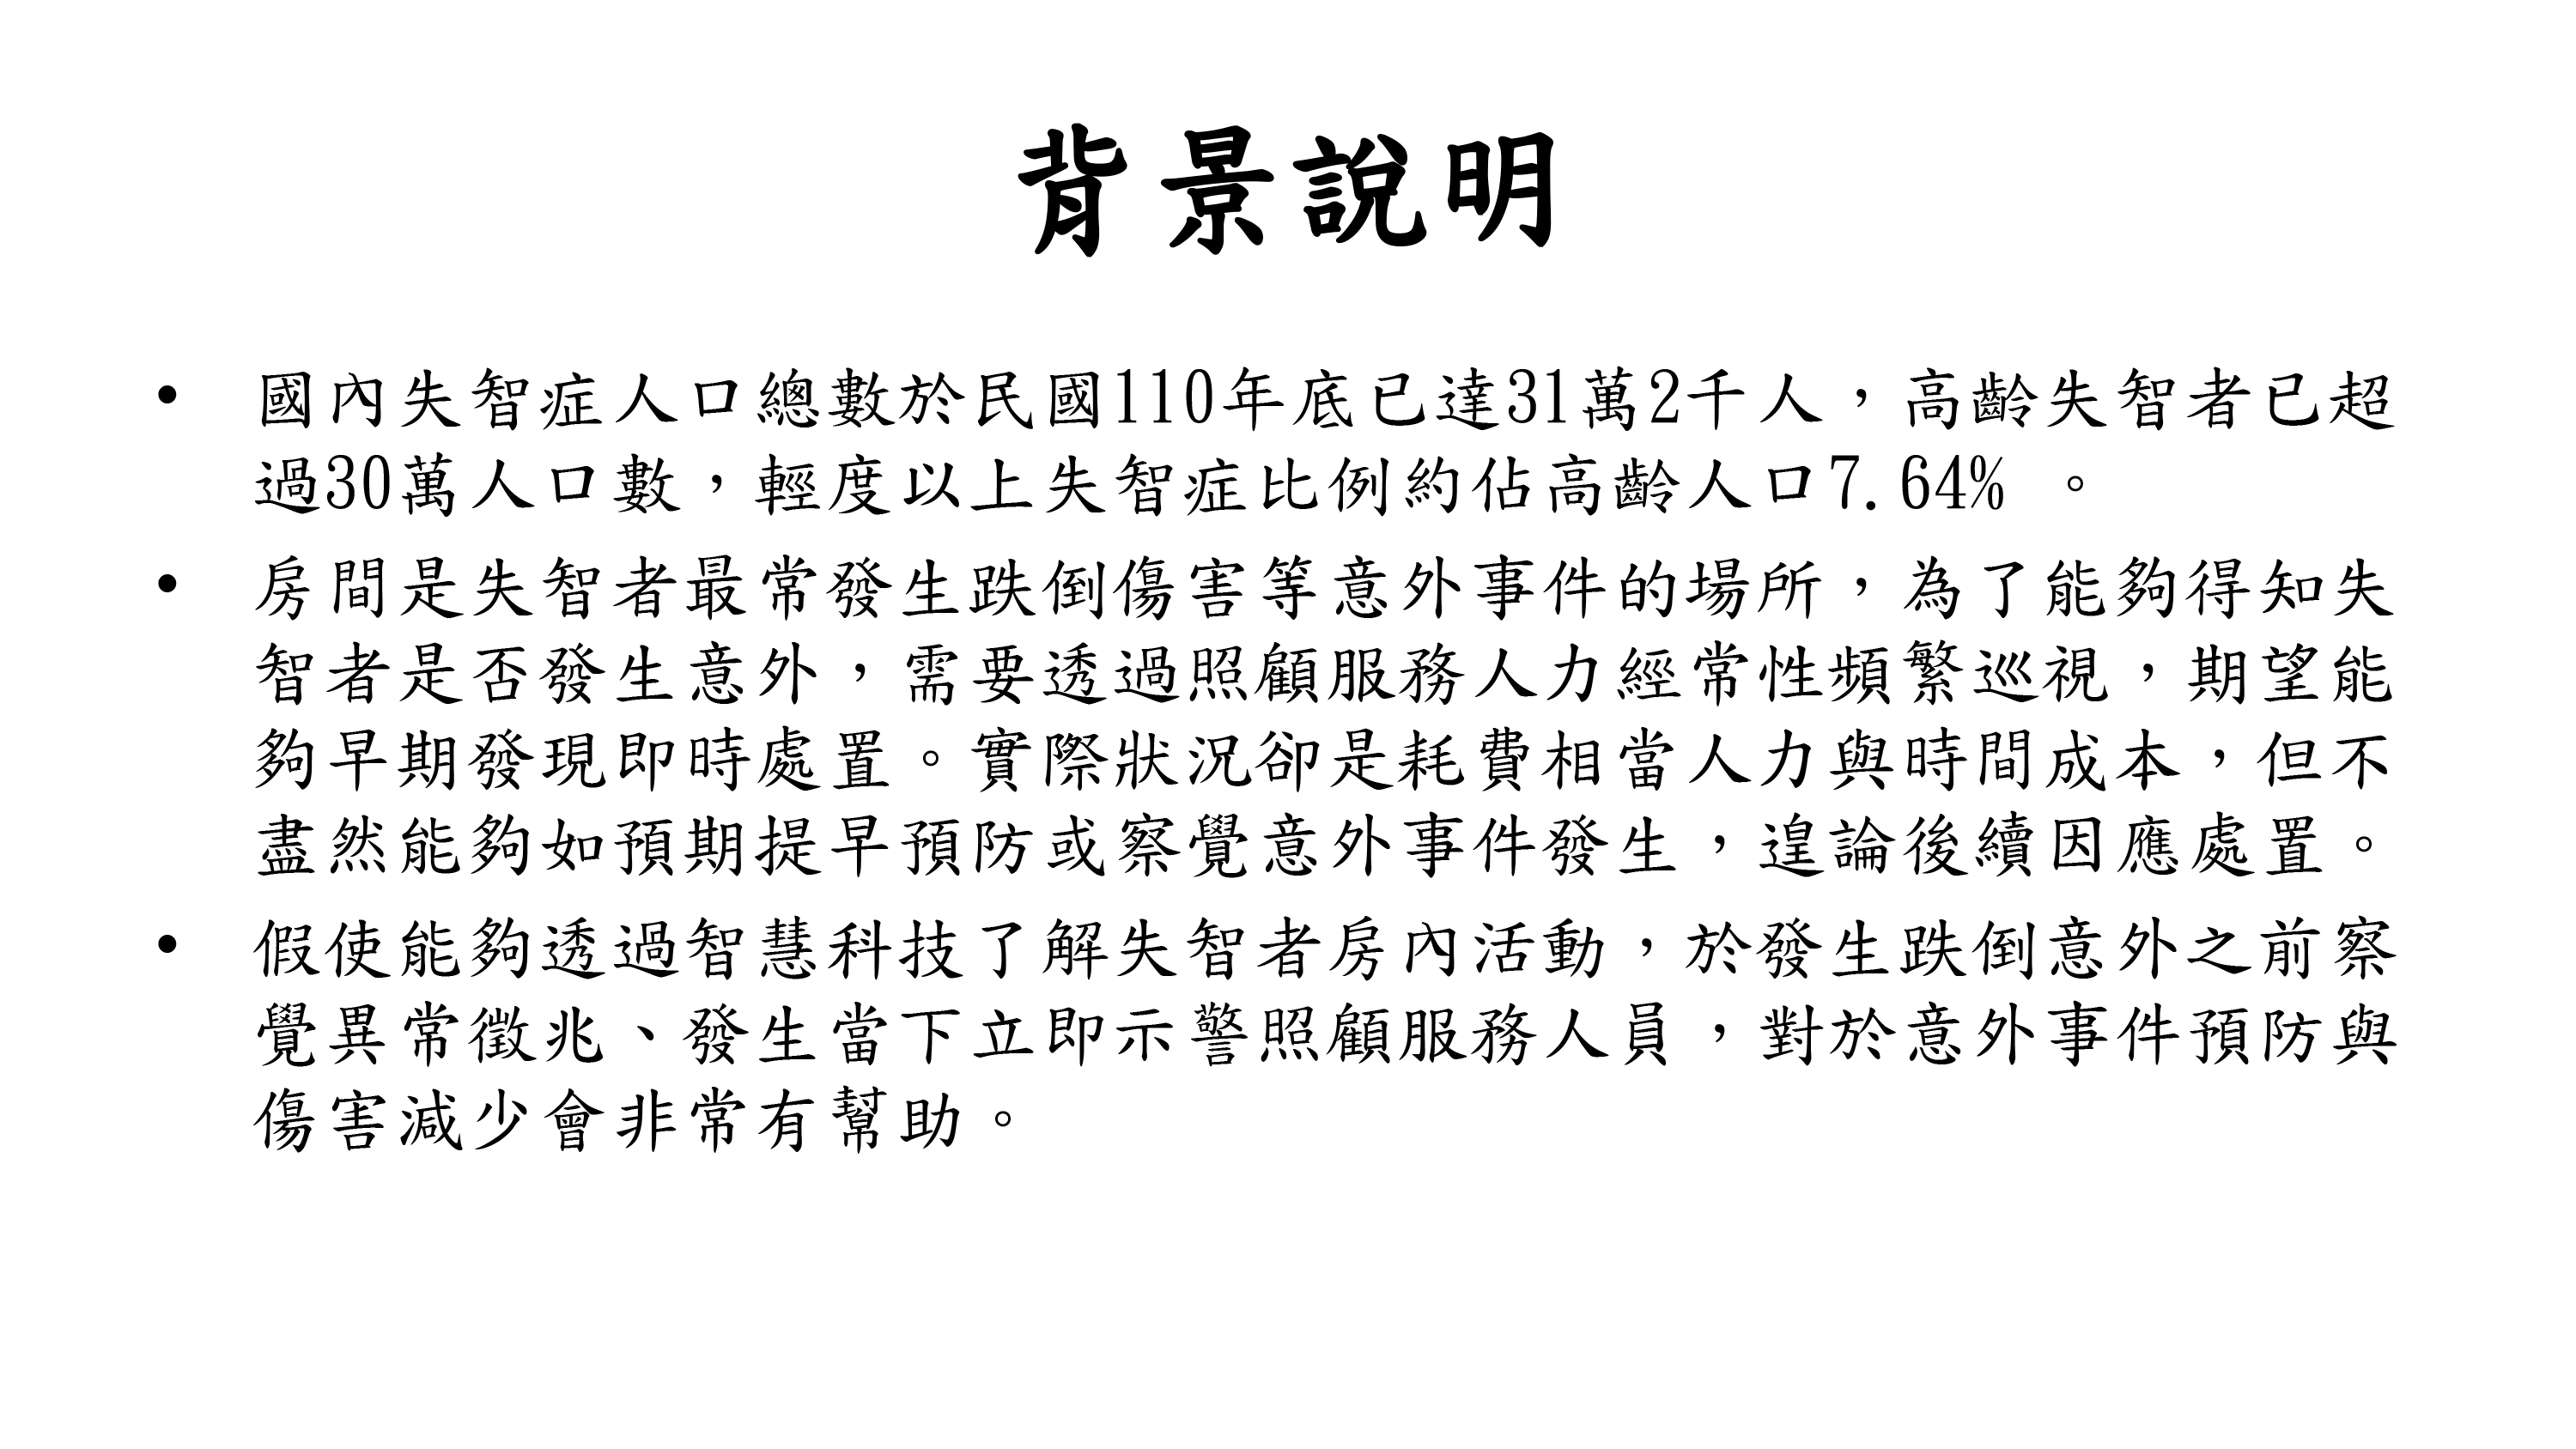 背景說明
• 國內失智症人口總數於民國110年底已達31萬2千人，高齡失智者已超
過30萬人口數，輕度以上失智症比例約佔高齡人口7.64% 。
• 房間是失智者最常發生跌倒傷害等意外事件的場所，為了能夠得知失
智者是否發生意外，需要透過照顧服務人力經常性頻繁巡視，期望能
夠早期發現即時處置。實際狀況卻是耗費相當人力與時間成本，但不
盡然能夠如預期提早預防或察覺意外事件發生，遑論後續因應處置。
• 假使能夠透過智慧科技了解失智者房內活動，於發生跌倒意外之前察
覺異常徵兆、發生當下立即示警照顧服務人員，對於意外事件預防與
傷害減少會非常有幫助。